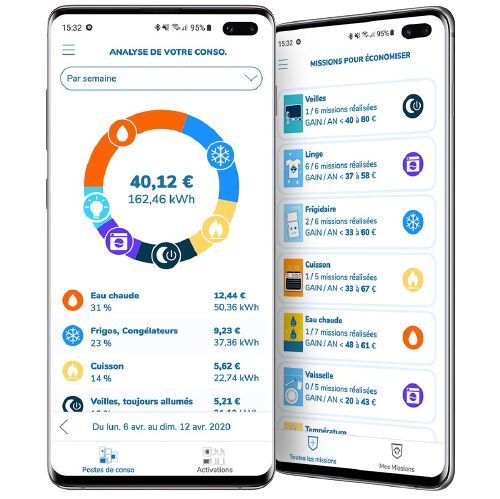 15:32
95%
ANALYSE DE VOTRE CONSO.
Par semaine
40,12 €
162,46 kWh
Eau chaude
12,44 €
31 %
50,36 kWh
Frigos, Congélateurs
9,23 €
23 %
37,36 kWh
Cuisson
5,62 €
14 %
22,74 kWh
Veilles, toujours allumés
5,21 €
Du lun. 6 avr. au dim. 12 avr. 2020
Postes de conso
Activations
15:32
95%
MISSIONS POUR ÉCONOMISER
Veilles
1 / 6 missions réalisées
GAIN / AN < 40 à 80 €
Linge
6 / 6 missions réalisées
GAIN / AN < 37 à 58 €
Frigidaire
2 / 6 missions réalisées
GAIN / AN < 33 à 60 €
Cuisson
1 / 5 missions réalisées
GAIN / AN < 33 à 67 €
Eau chaude
1 / 7 missions réalisées
GAIN / AN < 48 à 61 €
Vaisselle
0 / 5 missions réalisées
GAIN / AN < 20 à 43 €
Température
Toutes les missions
Mes Missions